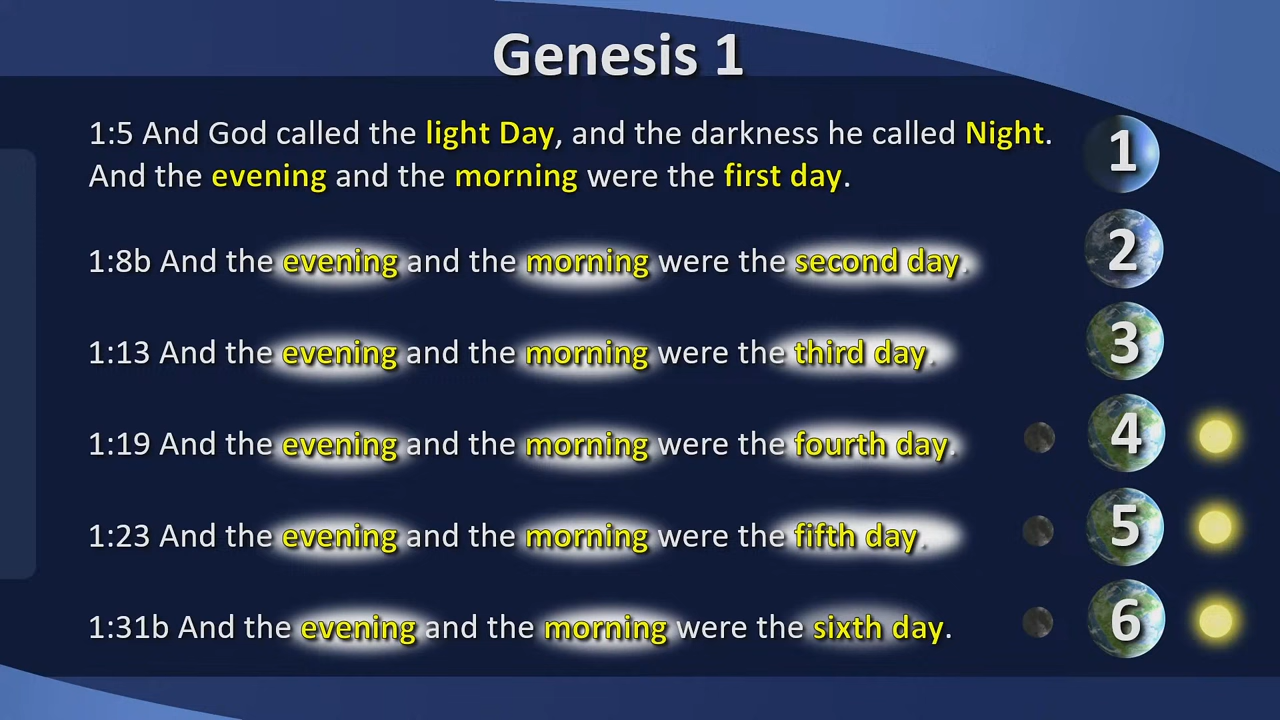 Genesis 1
1:5 And God called the light Day, and the darkness he called Night.
And the evening and the morning were the first day.
1
1:8b And the evening and the morning were the second day.
2
1:13 And the evening and the morning were the third day.
3
1:19 And the evening and the morning were the fourth day.
4
1:23 And the evening and the morning were the fifth day.
5
1:31b And the evening and the morning were the sixth day.
6